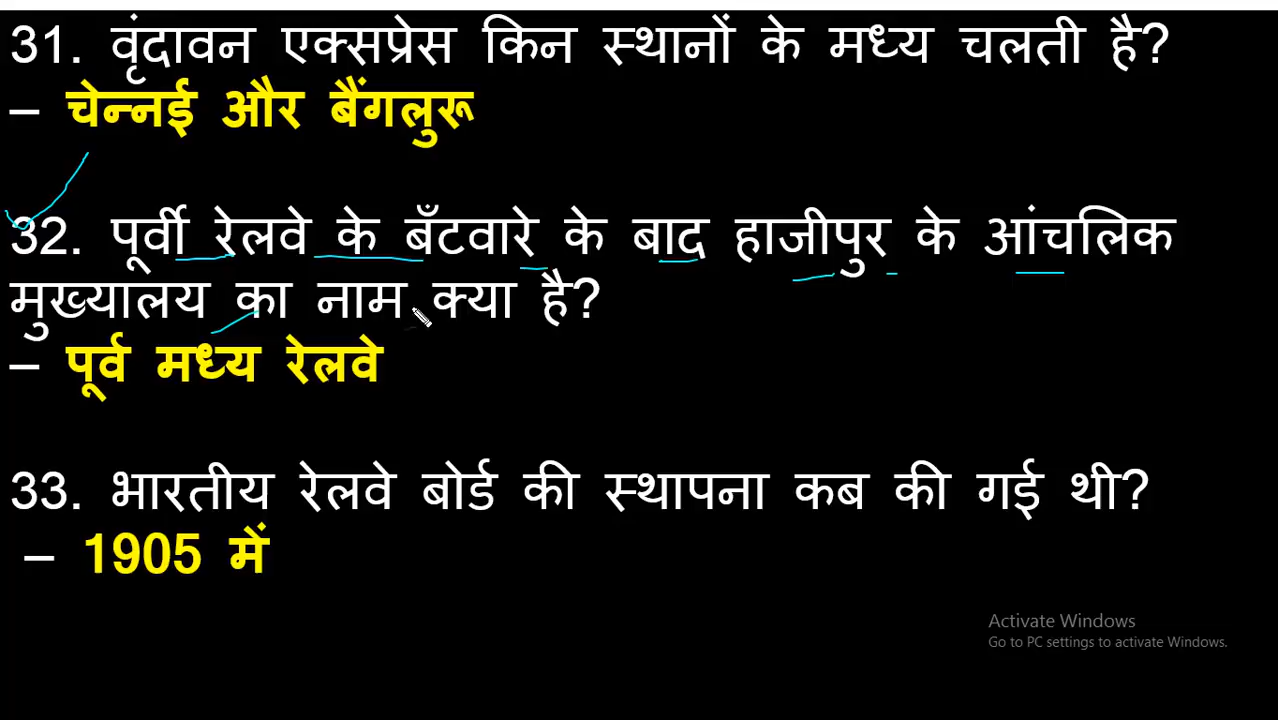 31. वृंदावन एक्सप्रेस किन स्थानों के मध्य चलती है?
– चेन्नई और बैंगलुरू
32. पूर्वी रेलवे के बँटवारे के बाद हाजीपुर के आंचलिक
मुख्यालय का नाम क्या है?
– पूर्व मध्य रेलवे
33. भारतीय रेलवे बोर्ड की स्थापना कब की गई थी?
– 1905 में
Activate Windows
Go to PC settings to activate Windows.